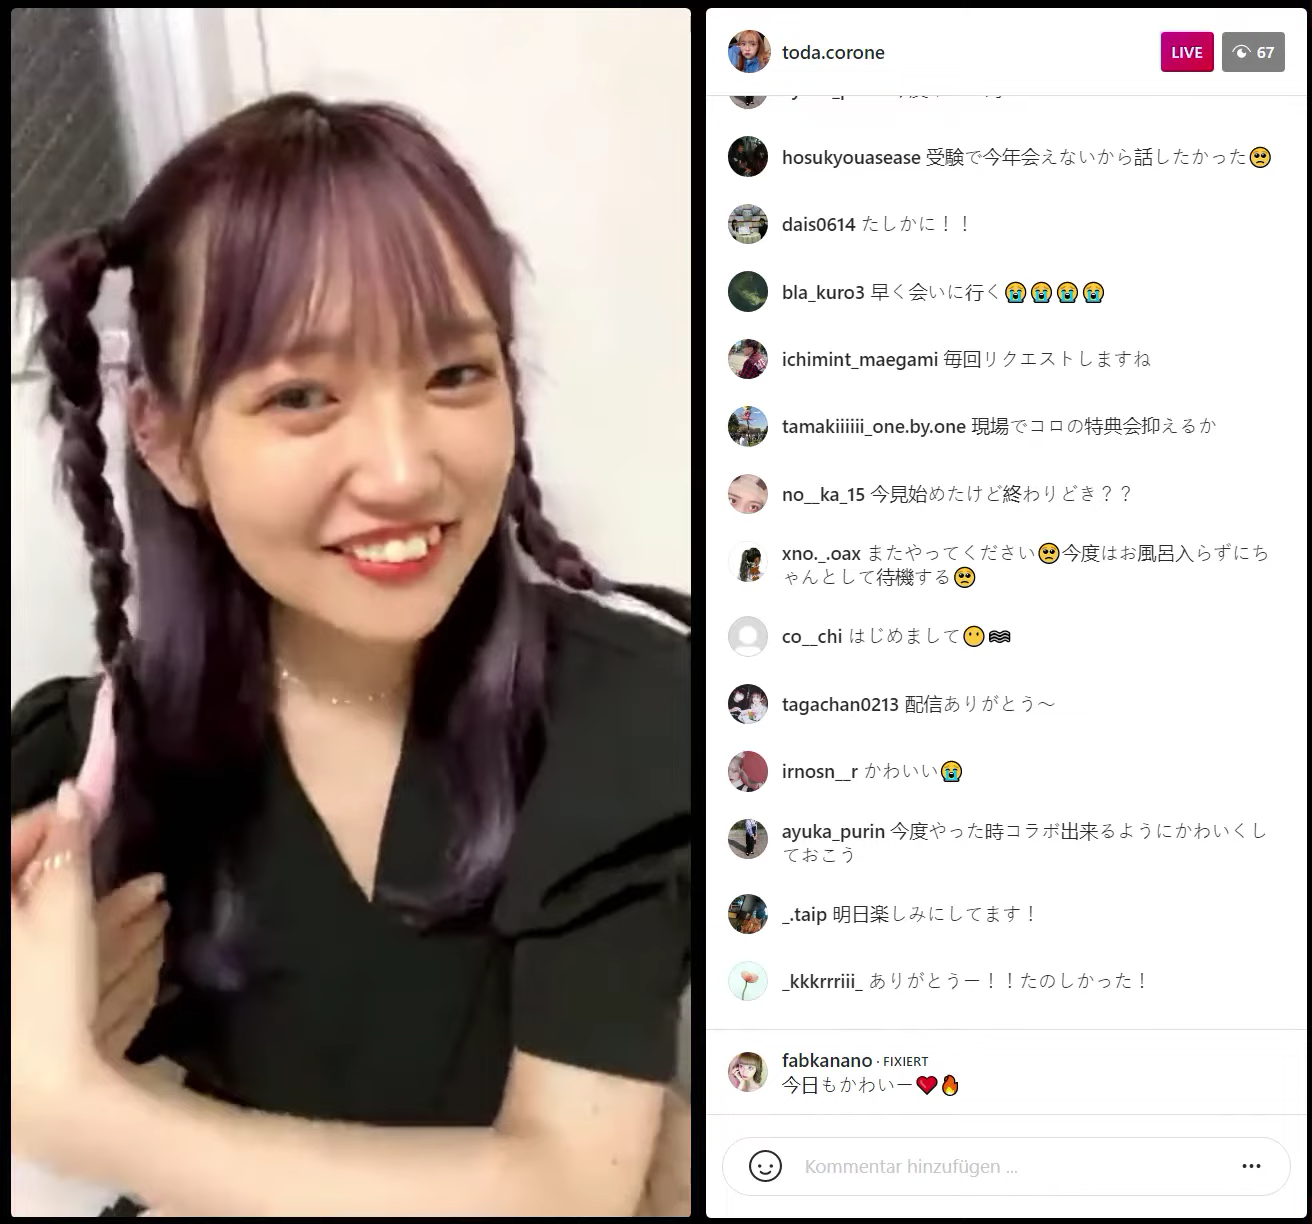 toda.corone
LIVE
67
hosukyouasease 受験で今年会えないから話したかった🥺
dais0614 たしかに！！
bla_kuro3 早く会いに行く😭😭😭😭
ichimint_maegami 毎回リクエストしますね
tamakiiiiii_one.by.one 現場でコロの特典会抑えるか
no__ka_15 今見始めたけど終わりどき？？
xno._.oax またやってください🥺今度はお風呂入らずにち
ゃんとして待機する🥺
co__chi はじめまして😶🌫
tagachan0213 配信ありがとう〜
irnosn__r かわいい😭
ayuka_purin 今度やった時コラボ出来るようにかわいくし
ておこう
_.taip 明日楽しみにしてます！
_kkkrrriii_ ありがとうー！！たのしかった！
fabkanano · FIXIERT
今日もかわいー❤️🔥
Kommentar hinzufügen ...